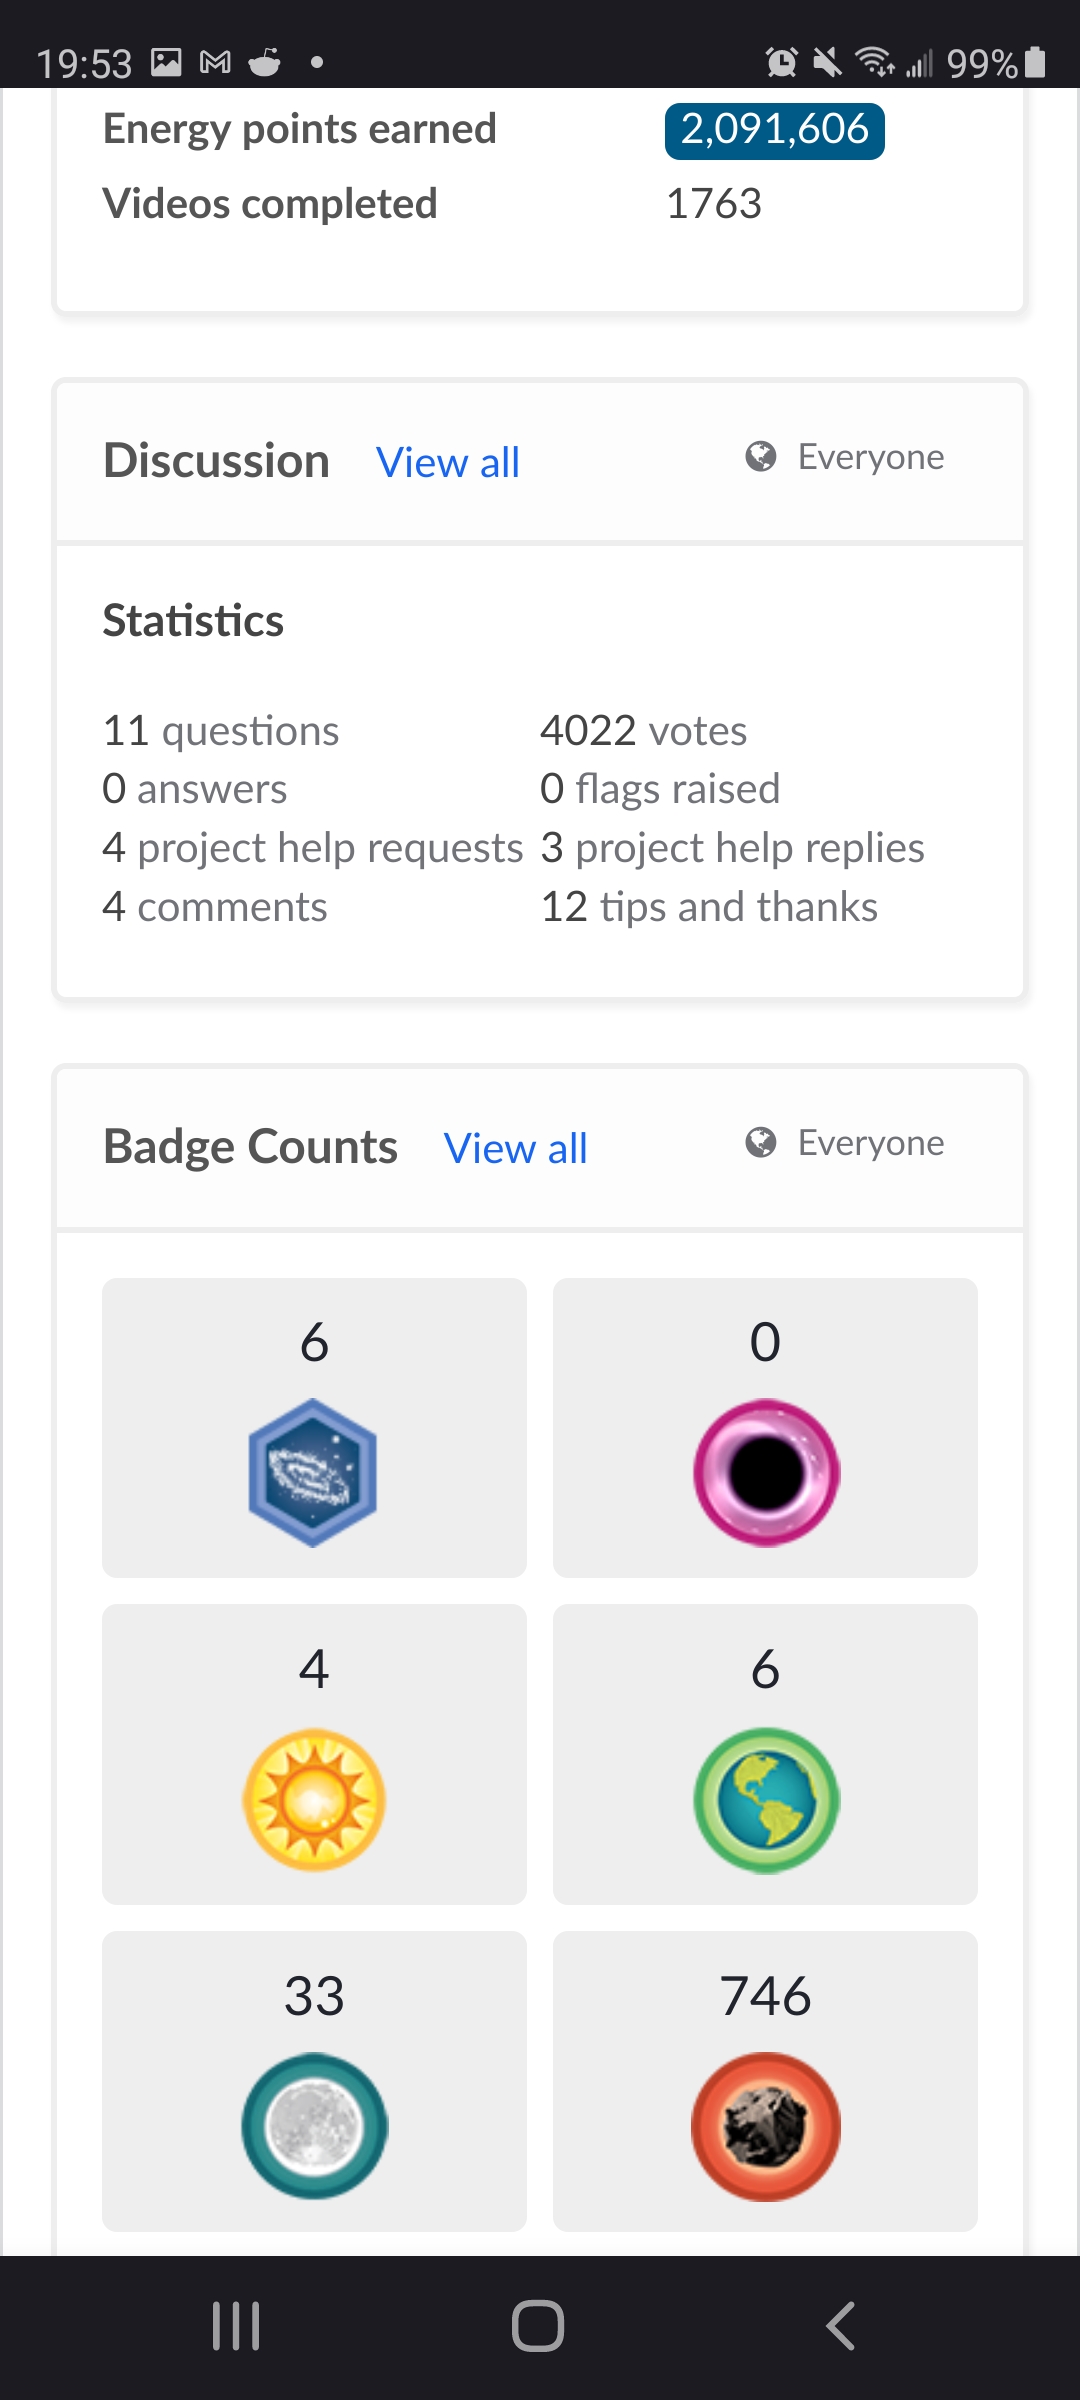 19:53 99%
Energy points earned 2,091,606
Videos completed 1763
Discussion View all Everyone
Statistics
11 questions 4022 votes
0 answers 0 flags raised
4 project help requests 3 project help replies
4 comments 12 tips and thanks
Badge Counts View all Everyone
6 0
4 6
33 746